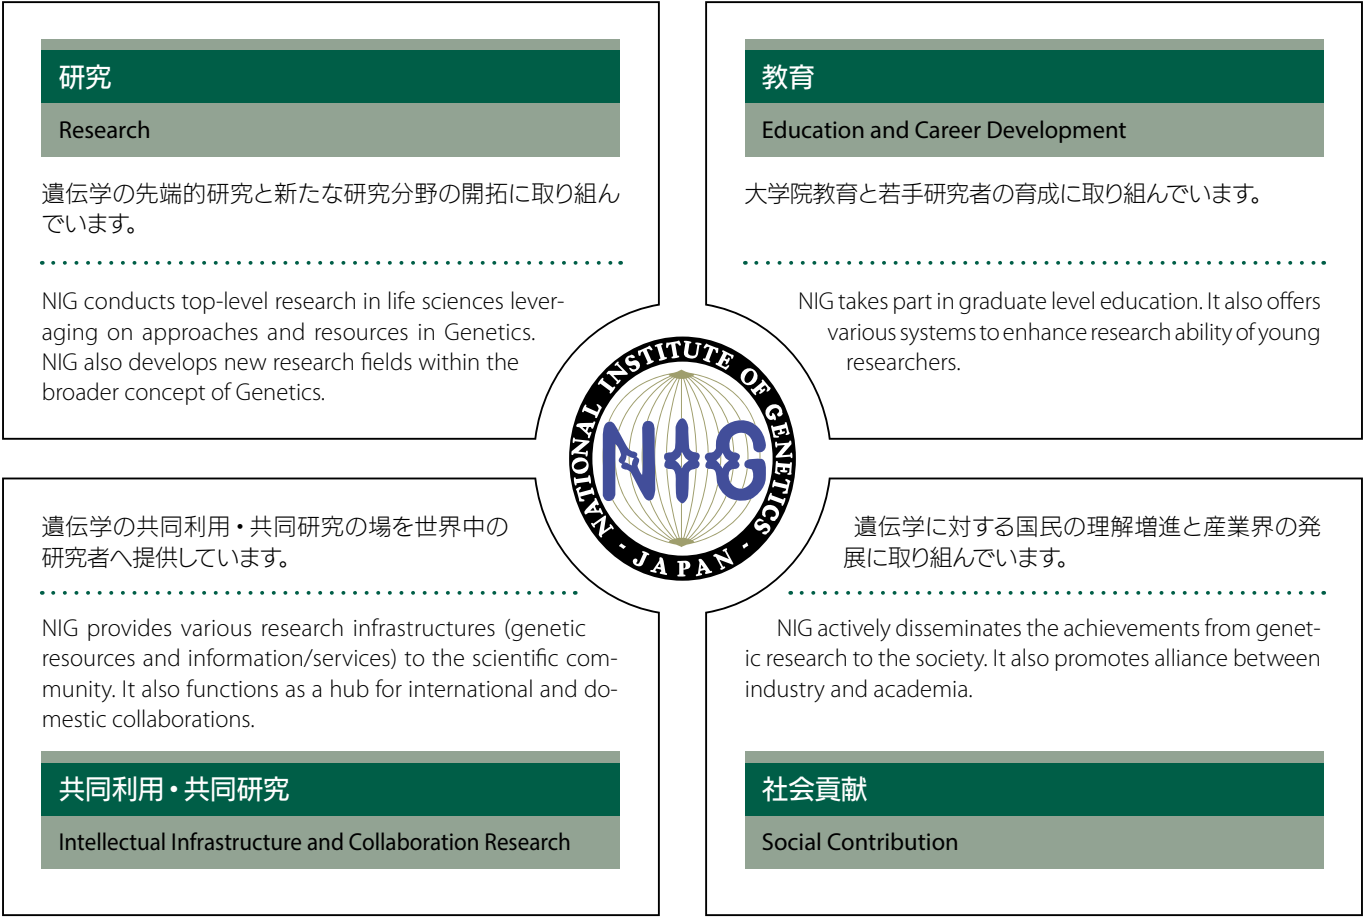 研究
Research
遺伝学の先端的研究と新たな研究分野の開拓に取り組ん
でいます。
NIG conducts top-level research in life sciences lever-
aging on approaches and resources in Genetics.
NIG also develops new research fields within the
broader concept of Genetics.
教育
Education and Career Development
大学院教育と若手研究者の育成に取り組んでいます。
NIG takes part in graduate level education. It also offers
various systems to enhance research ability of young
researchers.
NATIONAL INSTITUTE OF GENETICS
NIG
- JAPAN -
遺伝学の共同利用・共同研究の場を世界中の
研究者へ提供しています。
NIG provides various research infrastructures (genetic
resources and information/services) to the scientific com-
munity. It also functions as a hub for international and do-
mestic collaborations.
共同利用・共同研究
Intellectual Infrastructure and Collaboration Research
遺伝学に対する国民の理解増進と産業界の発
展に取り組んでいます。
NIG actively disseminates the achievements from genet-
ic research to the society. It also promotes alliance between
industry and academia.
社会貢献
Social Contribution